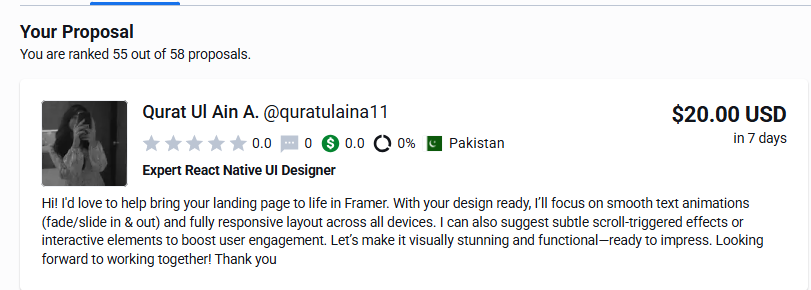 Your Proposal
You are ranked 55 out of 58 proposals.
Qurat Ul Ain A. @quratulaina11
$20.00 USD
0.0 0 0.0 0% Pakistan
in 7 days
Expert React Native UI Designer
Hi! I'd love to help bring your landing page to life in Framer. With your design ready, I’ll focus on smooth text animations
(fade/slide in & out) and fully responsive layout across all devices. I can also suggest subtle scroll-triggered effects or
interactive elements to boost user engagement. Let’s make it visually stunning and functional—ready to impress. Looking
forward to working together! Thank you